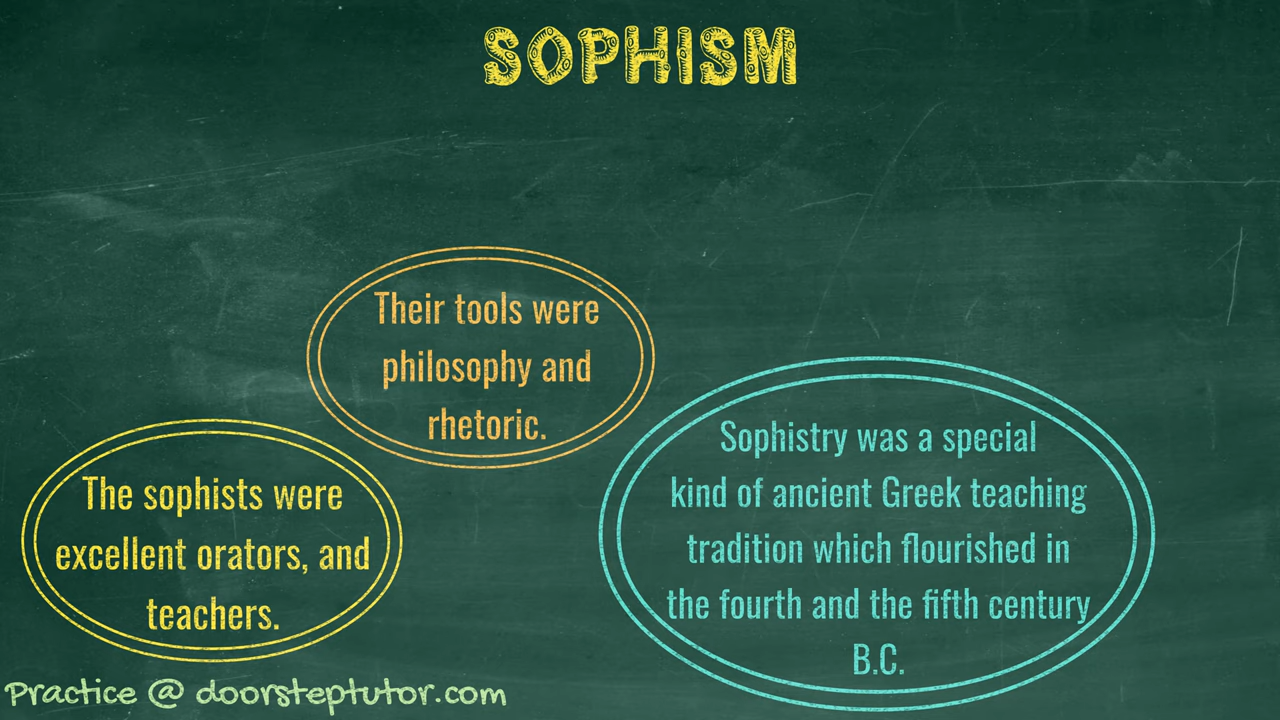 SOPHISM
Their tools were
philosophy and
rhetoric.
The sophists were
excellent orators, and
teachers.
Sophistry was a special
kind of ancient Greek teaching
tradition which flourished in
the fourth and the fifth century
B.C.
Practice @ doorsteptutor.com